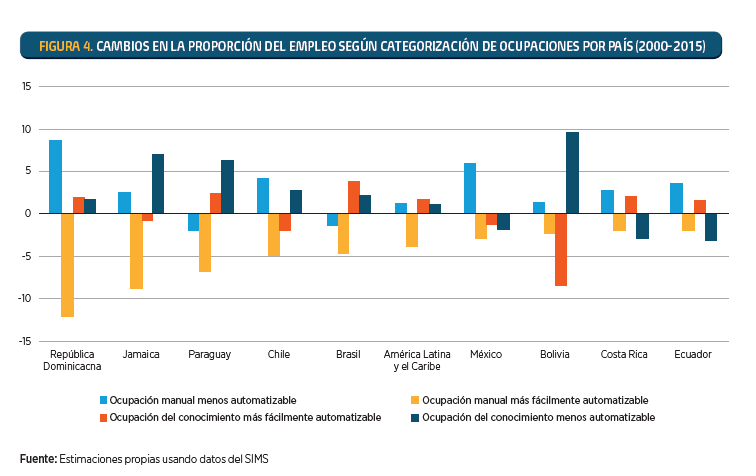 FIGURA 4. CAMBIOS EN LA PROPORCIÓN DEL EMPLEO SEGÚN CATEGORIZACIÓN DE OCUPACIONES POR PAÍS (2000-2015)
15
10
5
0
-5
-10
-15
República Dominicacna
Jamaica
Paraguay
Chile
Brasil
América Latina y el Caribe
México
Bolivia
Costa Rica
Ecuador
Ocupación manual menos automatizable
Ocupación manual más fácilmente automatizable
Ocupación del conocimiento más fácilmente automatizable
Ocupación del conocimiento menos automatizable
Fuente: Estimaciones propias usando datos del SIMS